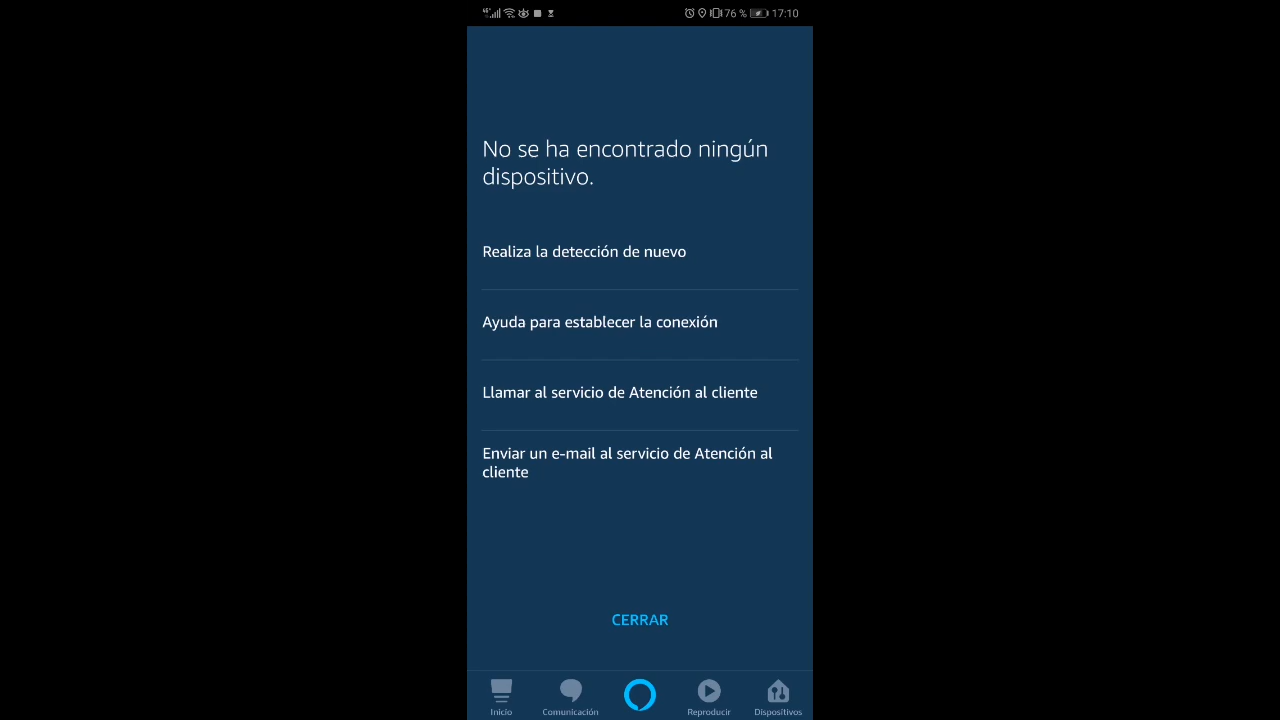 76 % 17:10
No se ha encontrado ningún
dispositivo.
Realiza la detección de nuevo
Ayuda para establecer la conexión
Llamar al servicio de Atención al cliente
Enviar un e-mail al servicio de Atención al
cliente
CERRAR
Inicio Comunicación Reproducir Dispositivos